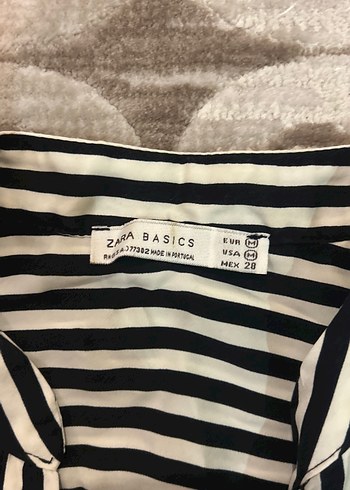 ZARA BASICS
MADE IN PORTUGAL
EUR M
USA M
MEX 28